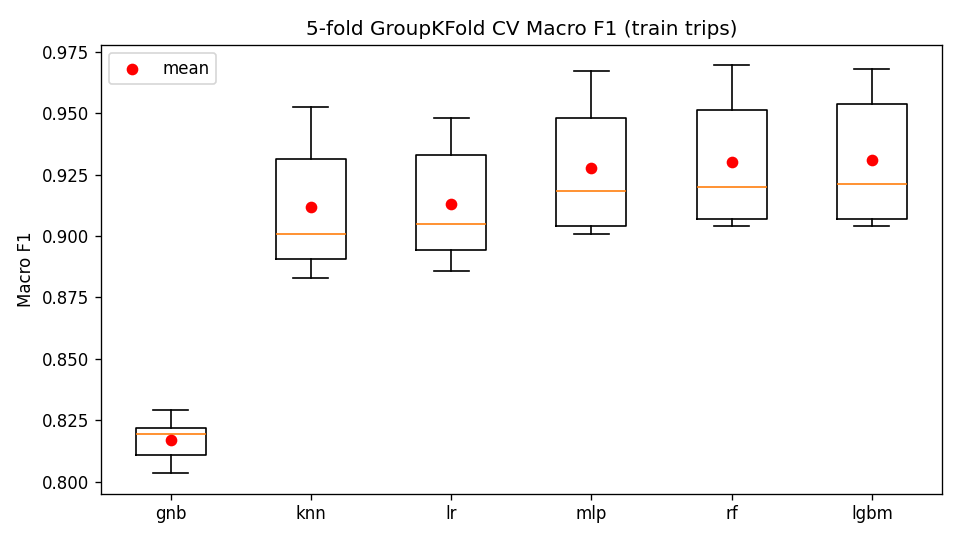 5-fold GroupKFold CV Macro F1 (train trips)
mean
Macro F1
0.975
0.950
0.925
0.900
0.875
0.850
0.825
0.800
gnb knn lr mlp rf lgbm